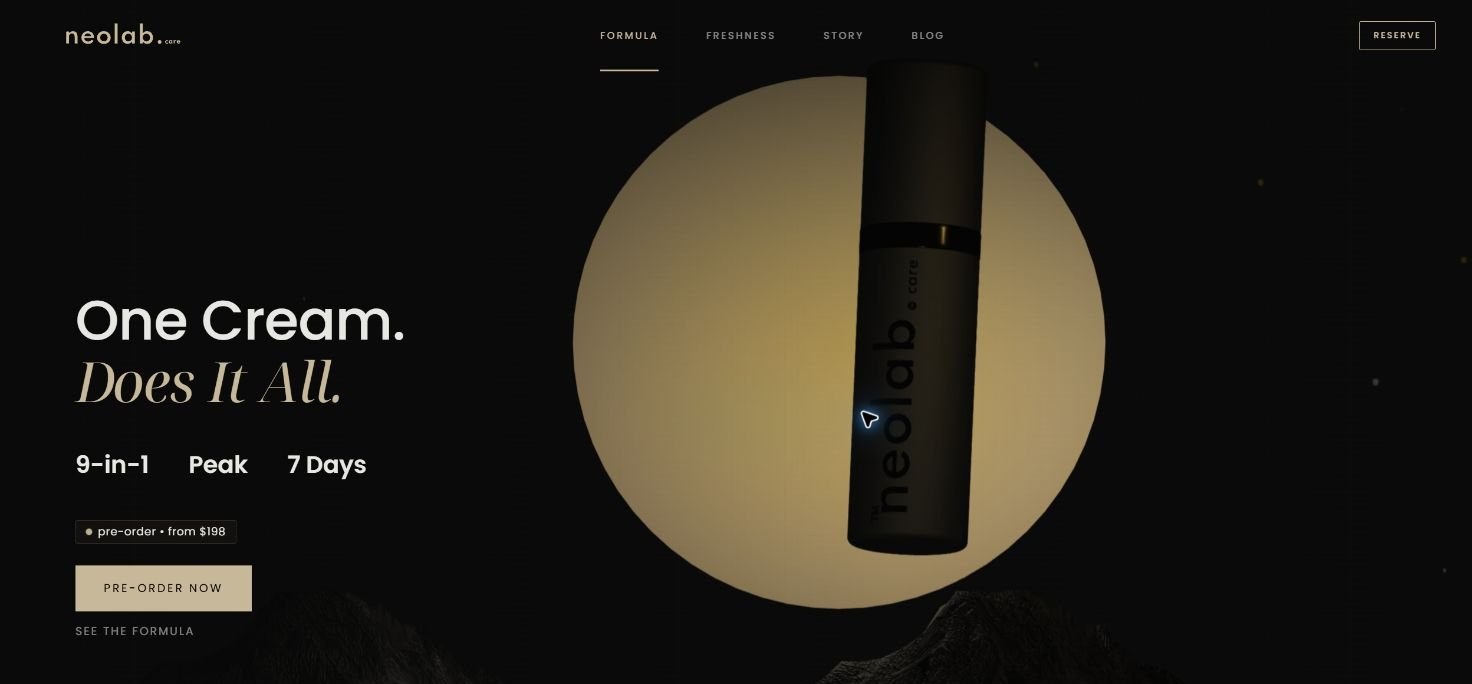 neolab. care
FORMULA FRESHNESS STORY BLOG
RESERVE
neolab. care
™
One Cream.
Does It All.
9-in-1 Peak 7 Days
pre-order • from $198
PRE-ORDER NOW
SEE THE FORMULA